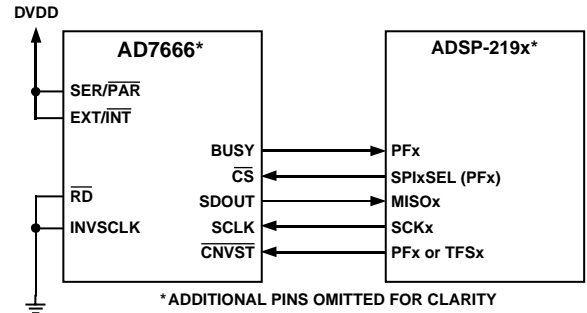 DVDD
AD7666*
ADSP-219x*
SER/PAR
EXT/INT
BUSY
PFx
CS
SPIxSEL (PFx)
RD
SDOUT
MISOx
INVSCLK
SCLK
SCKx
CNVST
PFx or TFSx
*ADDITIONAL PINS OMITTED FOR CLARITY